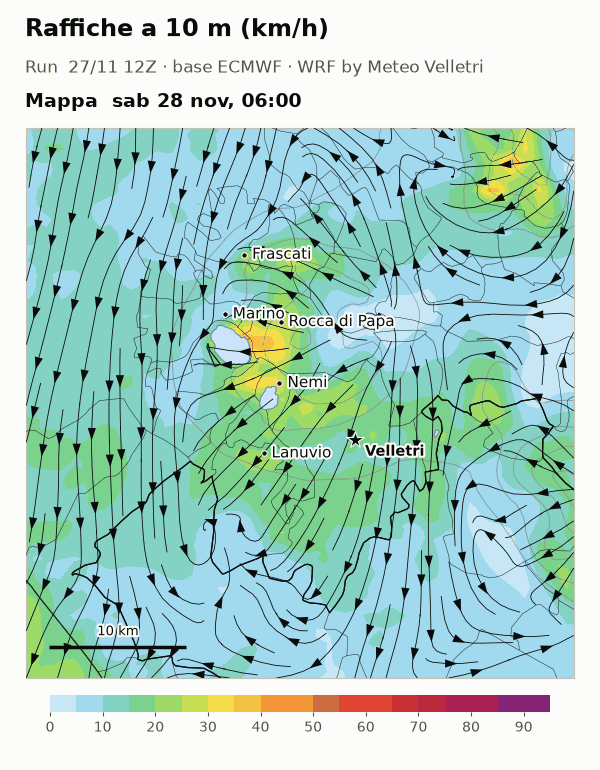 Raffiche a 10 m (km/h)
Run 27/11 12Z · base ECMWF · WRF by Meteo Velletri
Mappa sab 28 nov, 06:00
Frascati
Marino
Rocca di Papa
Nemi
Velletri
Lanuvio
10 km
0 10 20 30 40 50 60 70 80 90